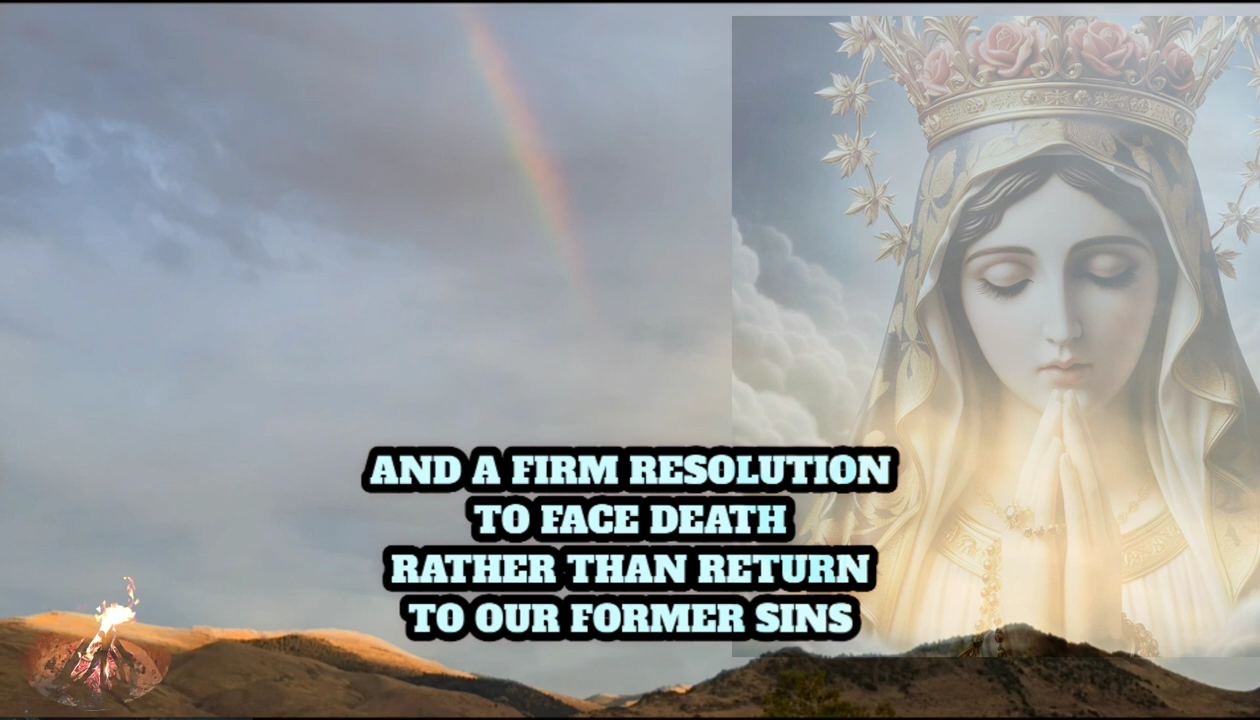 AND A FIRM RESOLUTION
TO FACE DEATH
RATHER THAN RETURN
TO OUR FORMER SINS